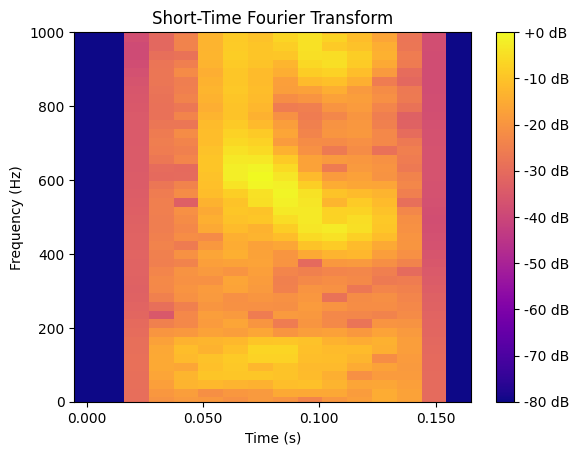 Short-Time Fourier Transform
1000
800
600
400
200
0
Frequency (Hz)
0.000
0.050
0.100
0.150
Time (s)
+0 dB
-10 dB
-20 dB
-30 dB
-40 dB
-50 dB
-60 dB
-70 dB
-80 dB